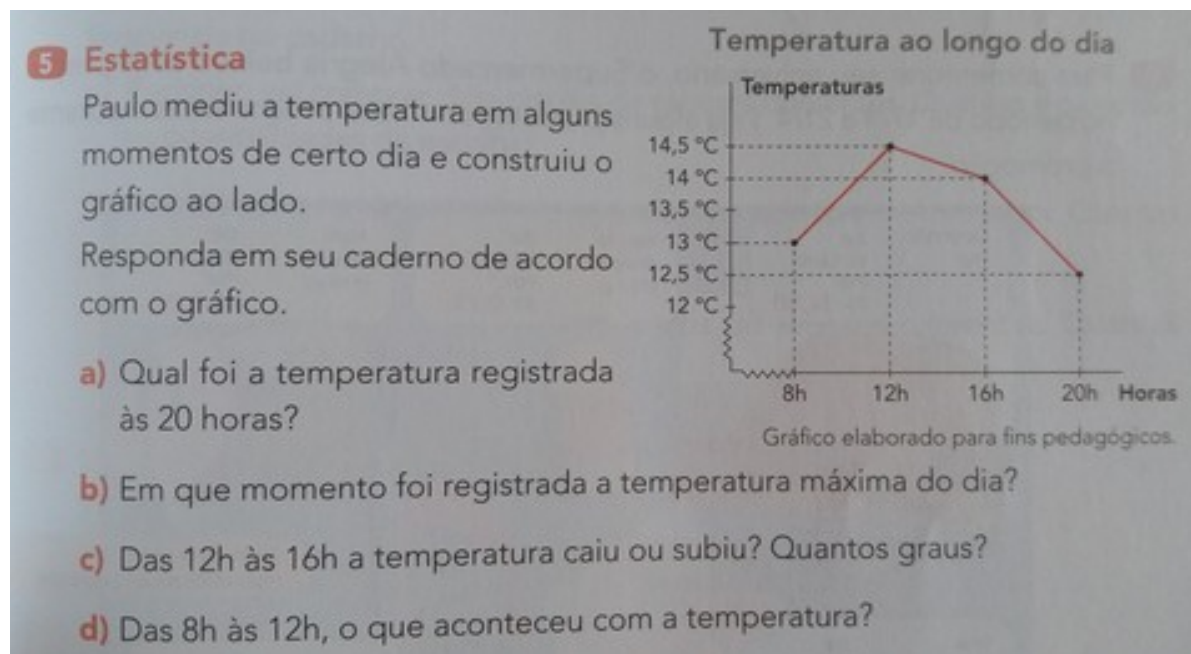 5 Estatística
Paulo mediu a temperatura em alguns
momentos de certo dia e construiu o
gráfico ao lado.
Responda em seu caderno de acordo
com o gráfico.
a) Qual foi a temperatura registrada
às 20 horas?
Temperatura ao longo do dia
Temperaturas
14,5 °C
14 °C
13,5 °C
13 °C
12,5 °C
12 °C
8h 12h 16h 20h Horas
Gráfico elaborado para fins pedagógicos.
b) Em que momento foi registrada a temperatura máxima do dia?
c) Das 12h às 16h a temperatura caiu ou subiu? Quantos graus?
d) Das 8h às 12h, o que aconteceu com a temperatura?